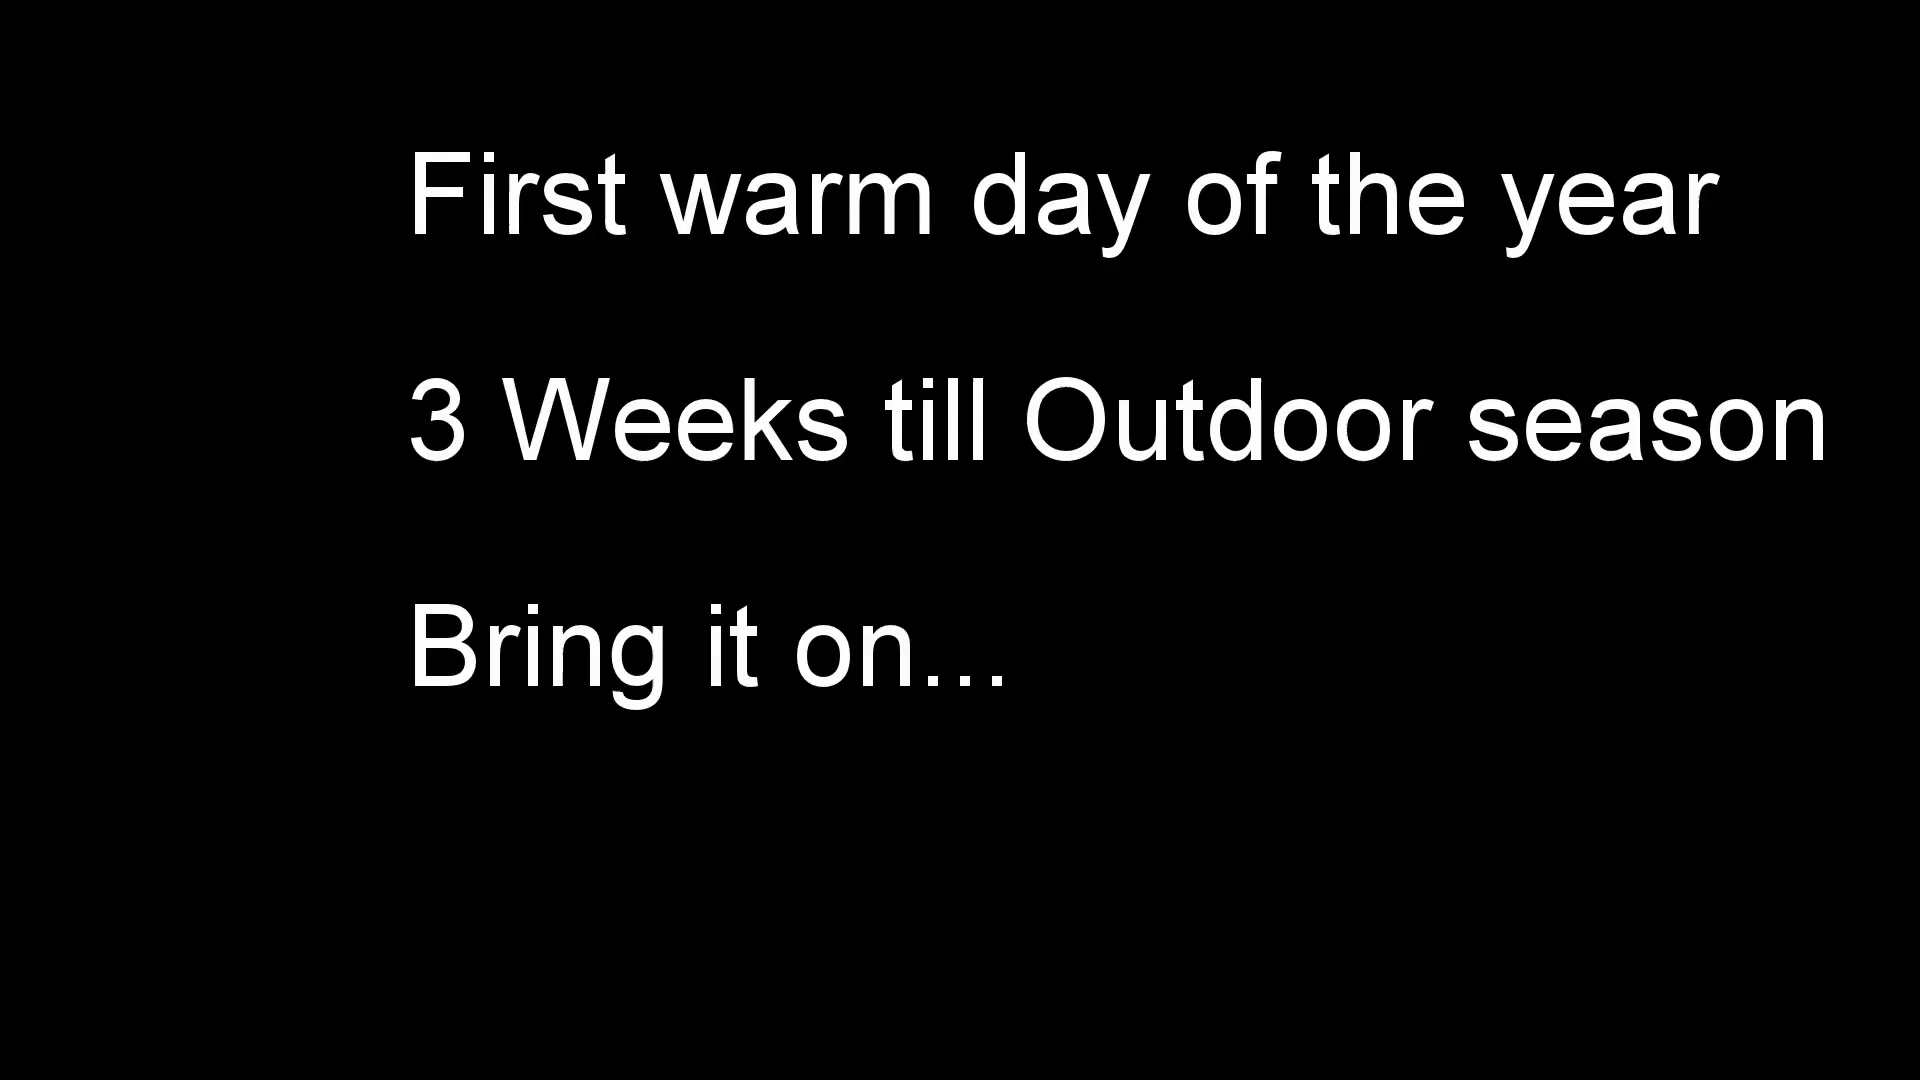 First warm day of the year
3 Weeks till Outdoor season
Bring it on...